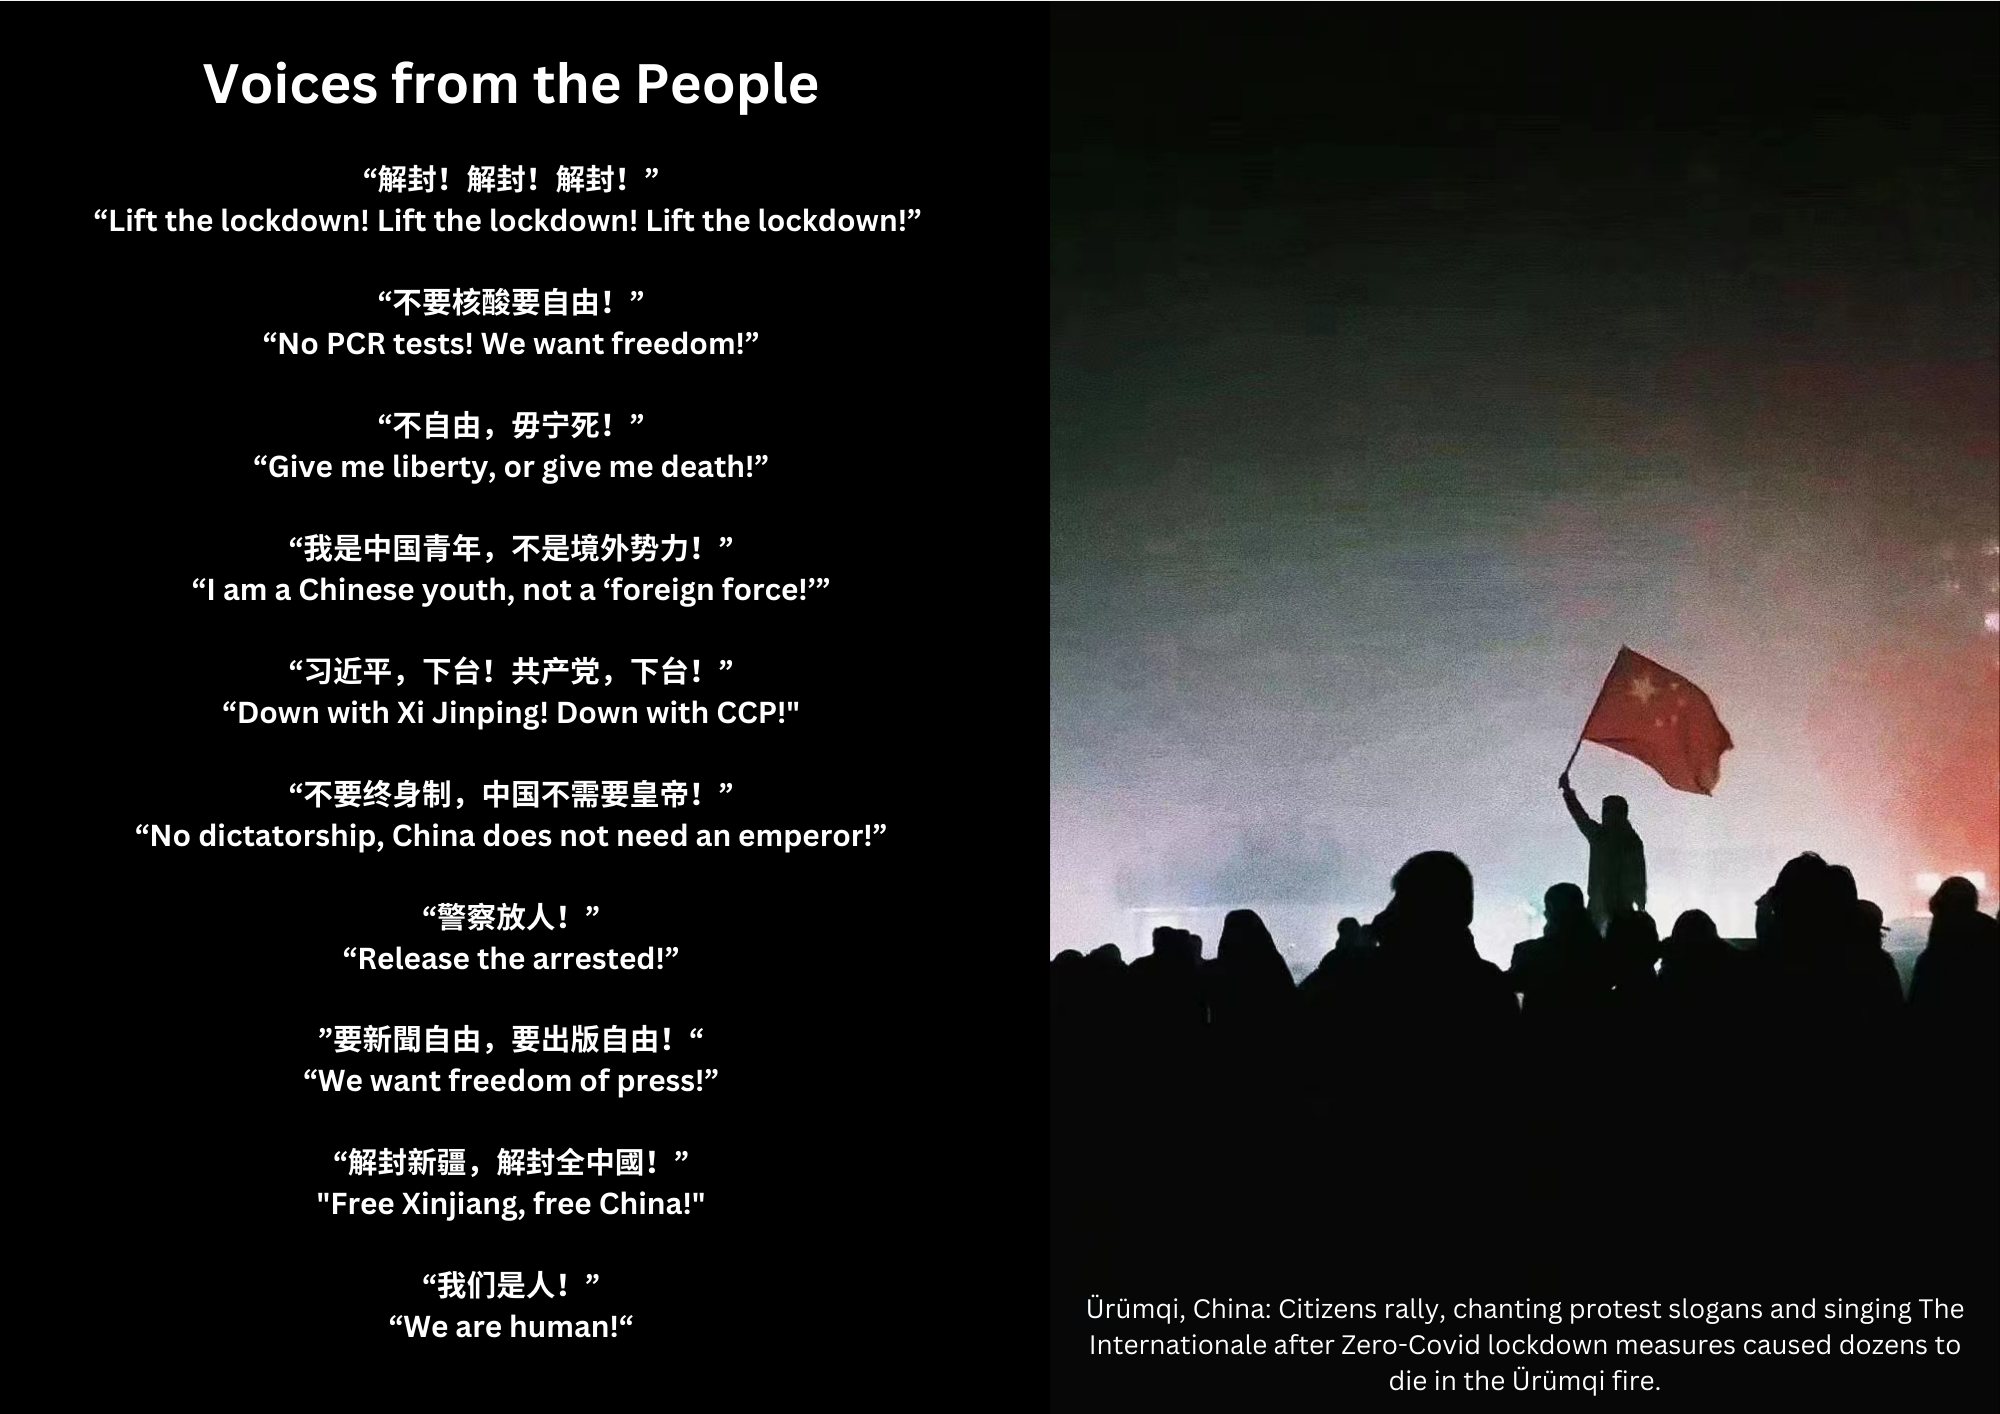 Voices from the People
“解封！解封！解封！”
“Lift the lockdown! Lift the lockdown! Lift the lockdown!”
“不要核酸要自由！”
“No PCR tests! We want freedom!”
“不自由，毋宁死！”
“Give me liberty, or give me death!”
“我是中国青年，不是境外势力！”
“I am a Chinese youth, not a ‘foreign force!’”
“习近平，下台！共产党，下台！”
“Down with Xi Jinping! Down with CCP!"
“不要终身制，中国不需要皇帝！”
“No dictatorship, China does not need an emperor!”
“警察放人！”
“Release the arrested!”
”要新聞自由，要出版自由！“
“We want freedom of press!”
“解封新疆，解封全中國！”
"Free Xinjiang, free China!"
“我们是人！”
“We are human!“
Ürümqi, China: Citizens rally, chanting protest slogans and singing The
Internationale after Zero-Covid lockdown measures caused dozens to
die in the Ürümqi fire.